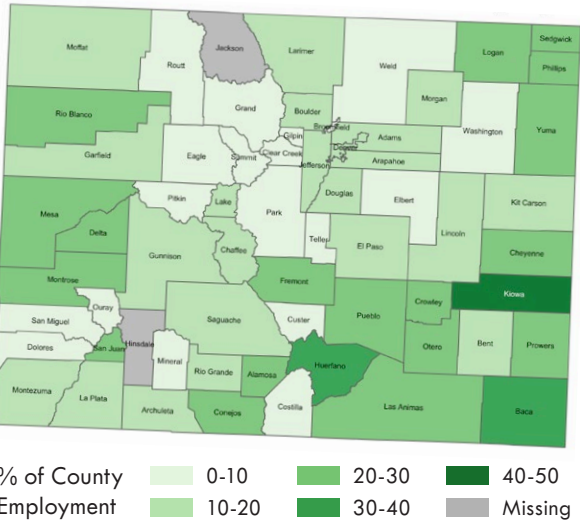 Moffat
Routt
Jackson
Larimer
Weld
Logan
Sedgwick
Phillips
Rio Blanco
Grand
Boulder
Morgan
Washington
Yuma
Garfield
Eagle
Summit
Gilpin
Clear Creek
Jefferson
Adams
Arapahoe
Mesa
Delta
Pitkin
Lake
Park
Douglas
Elbert
Lincoln
Kit Carson
Gunnison
Chaffee
Teller
El Paso
Cheyenne
Montrose
Fremont
Kiowa
Ouray
San Miguel
Hinsdale
Saguache
Custer
Pueblo
Crowley
Otero
Bent
Prowers
Dolores
San Juan
Mineral
Rio Grande
Alamosa
Huerfano
Montezuma
La Plata
Archuleta
Conejos
Costilla
Las Animas
Baca
% of County 0-10 20-30 40-50
Employment 10-20 30-40 Missing